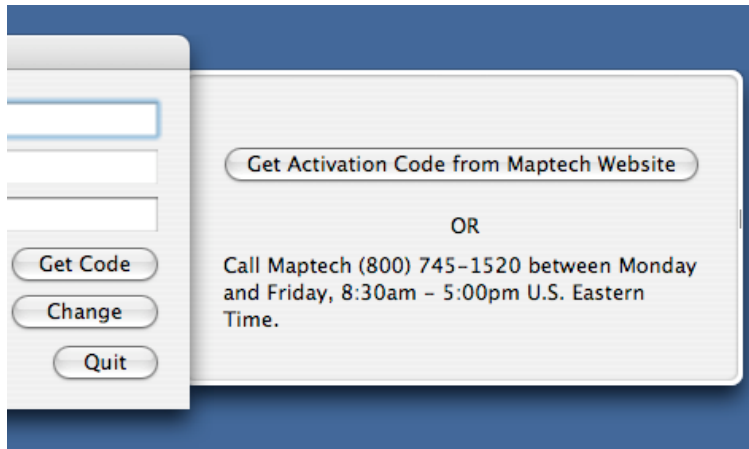 Get Activation Code from Maptech Website
OR
Get Code
Call Maptech (800) 745-1520 between Monday
and Friday, 8:30am - 5:00pm U.S. Eastern
Time.
Change
Quit